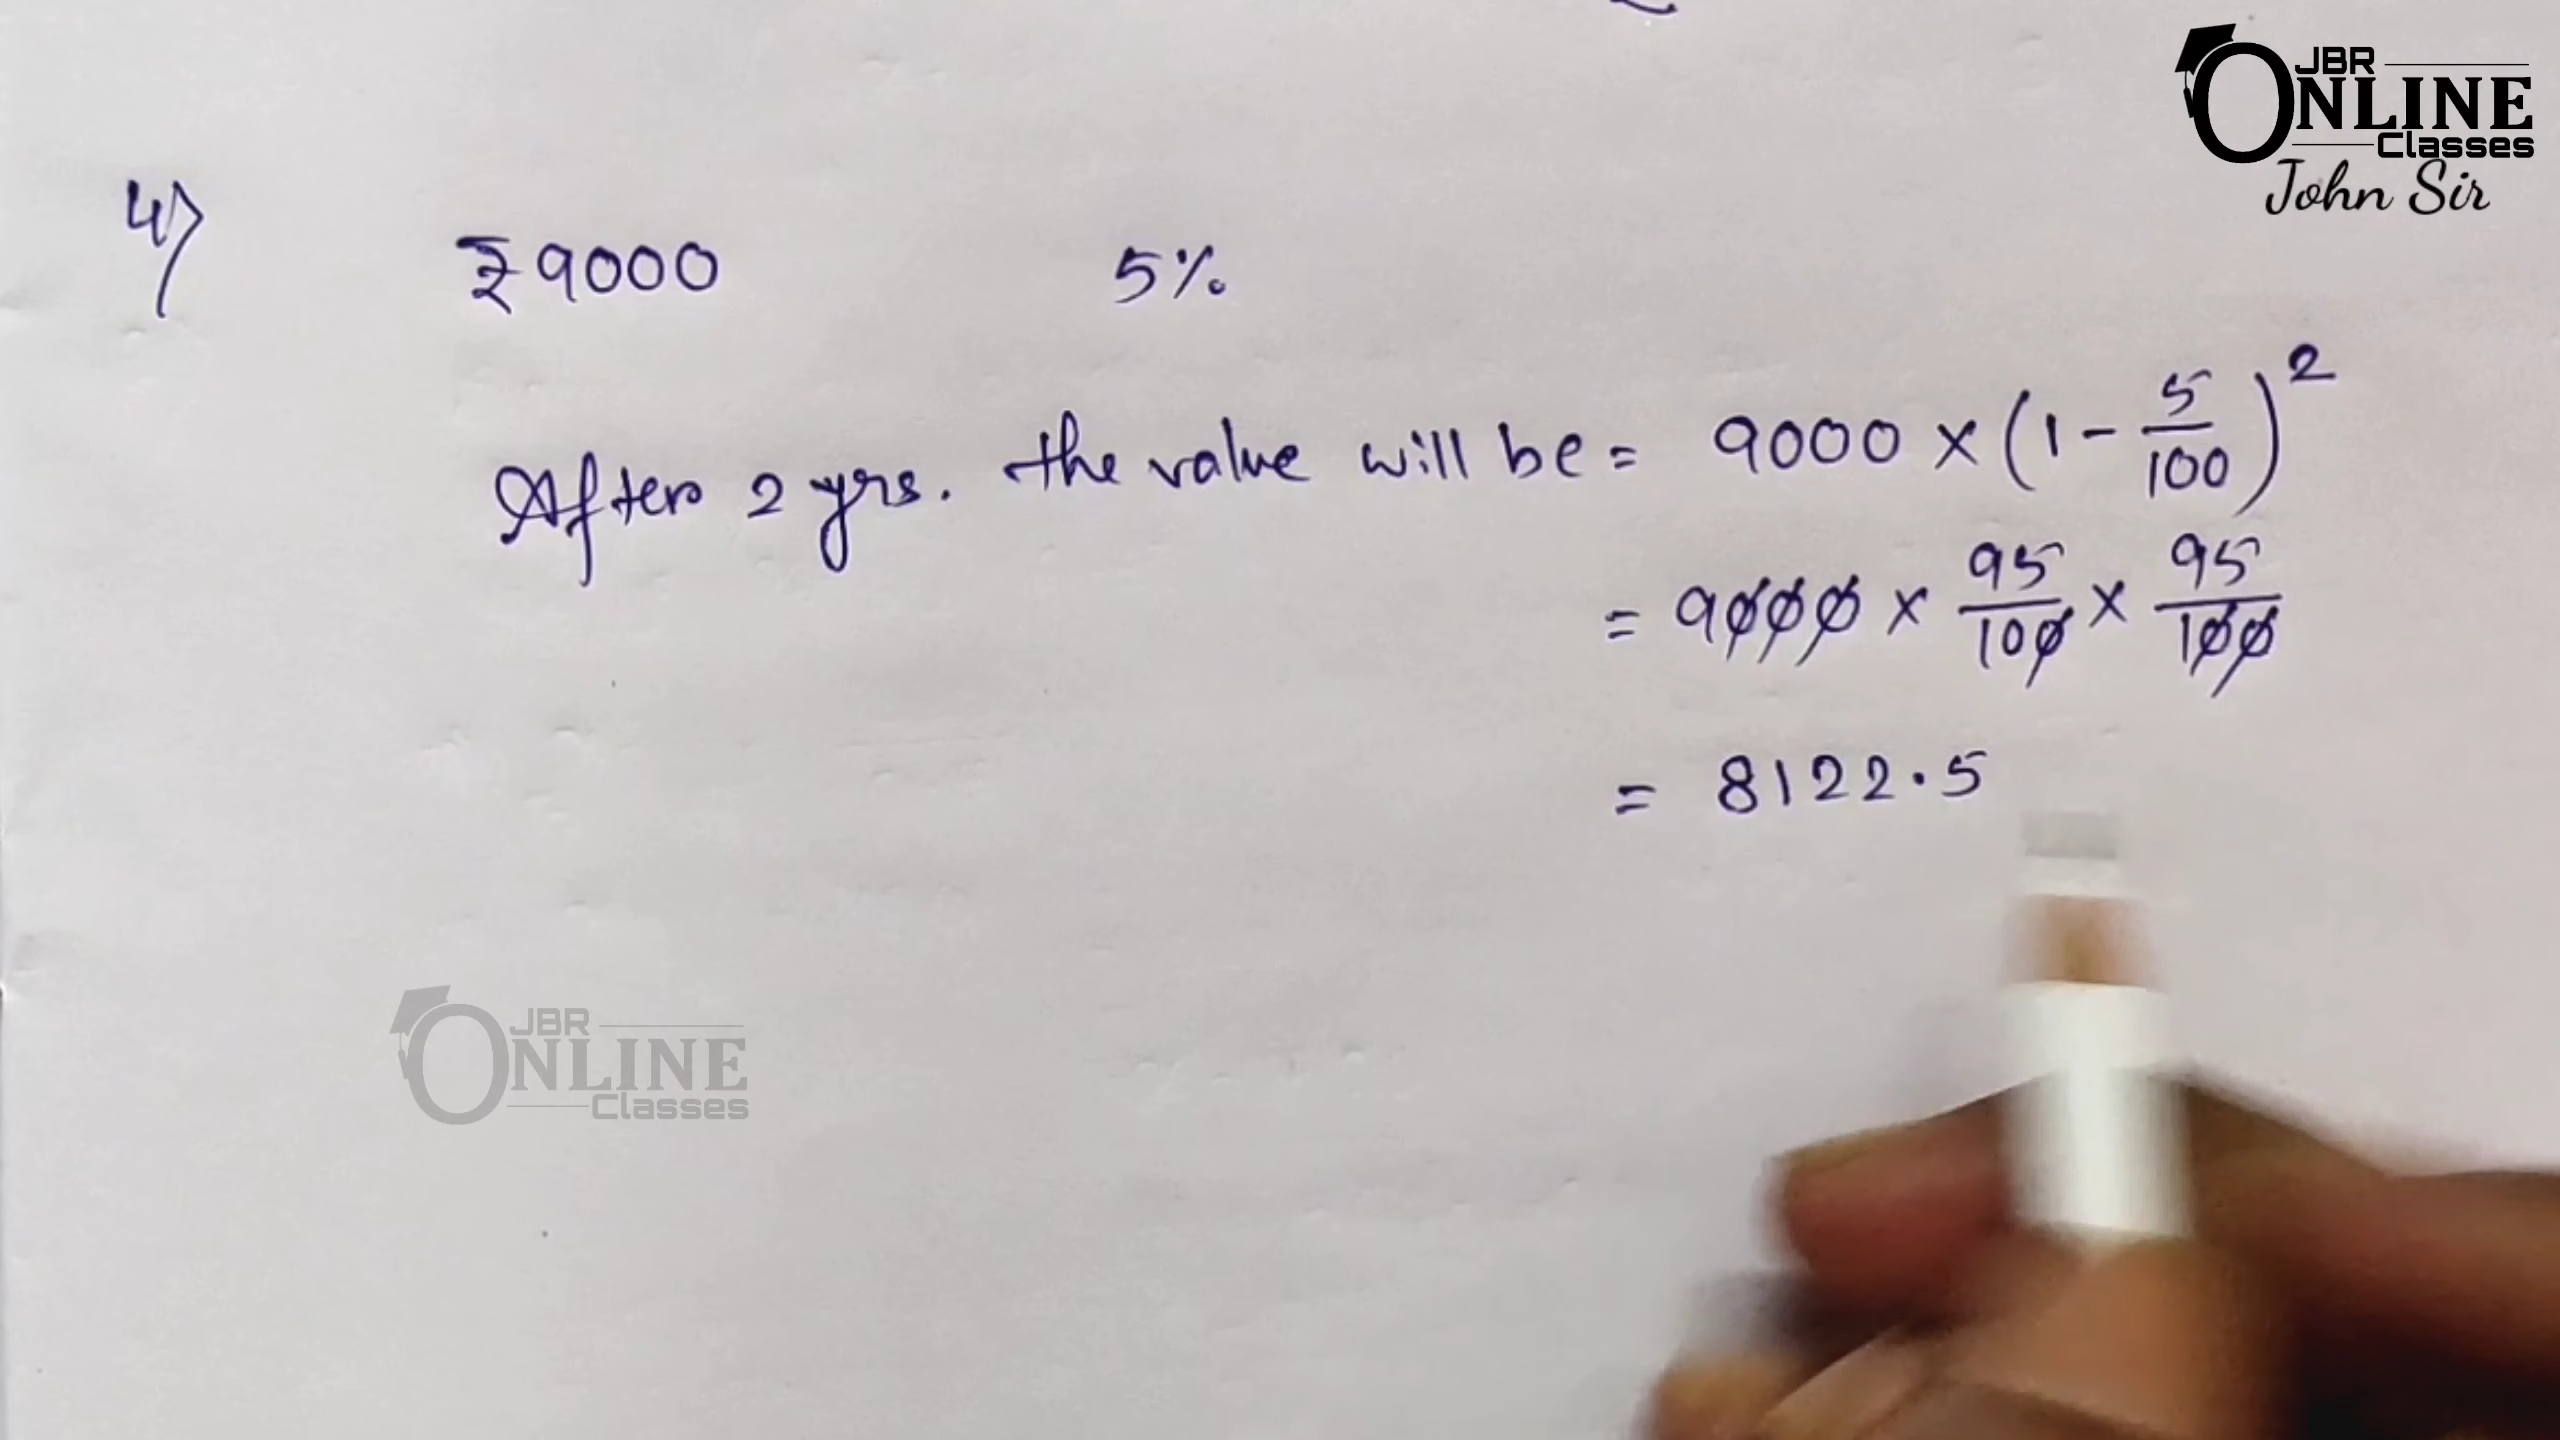 JBR
ONLINE
Classes
John Sir
4)
₹9000 5%
After 2 yrs. the value will be = 9000 × (1 - 5/100)²
= 9000 × 95/100 × 95/100
= 8122.5
JBR
ONLINE
Classes